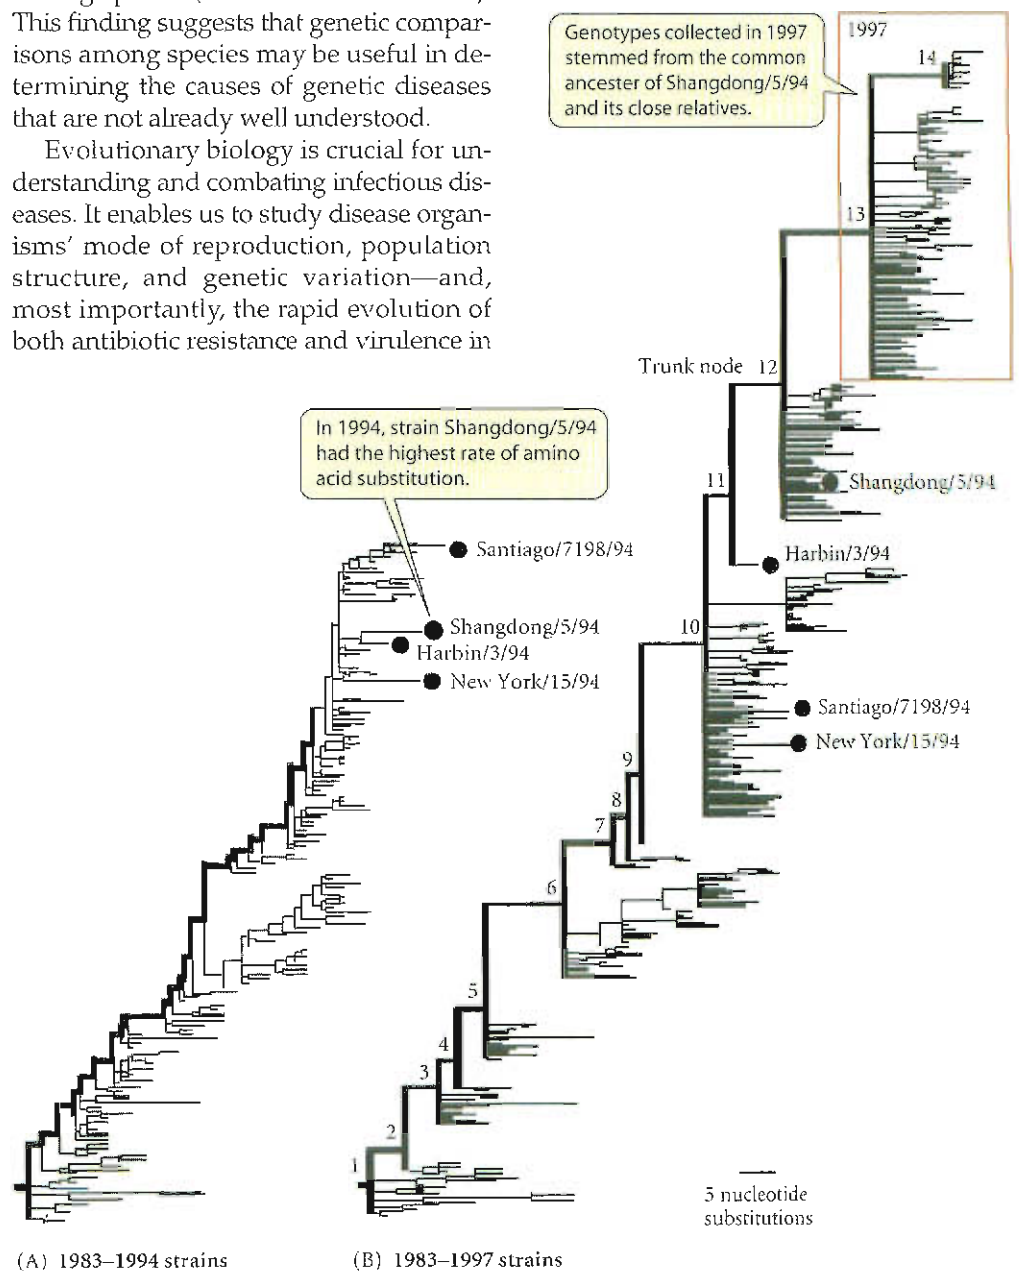 This finding suggests that genetic compar-
isons among species may be useful in de-
termining the causes of genetic diseases
that are not already well understood.
Evolutionary biology is crucial for un-
derstanding and combating infectious dis-
eases. It enables us to study disease organ-
isms' mode of reproduction, population
structure, and genetic variation—and,
most importantly, the rapid evolution of
both antibiotic resistance and virulence in
Genotypes collected in 1997
stemmed from the common
ancester of Shangdong/5/94
and its close relatives.
1997
14
13
Trunk node 12
11
Shangdong/5/94
Harbin/3/94
10
Santiago/7198/94
New York/15/94
9
8
7
6
5
4
3
2
1
In 1994, strain Shangdong/5/94
had the highest rate of amino
acid substitution.
Santiago/7198/94
Shangdong/5/94
Harbin/3/94
New York/15/94
5 nucleotide
substitutions
(A) 1983–1994 strains
(B) 1983–1997 strains